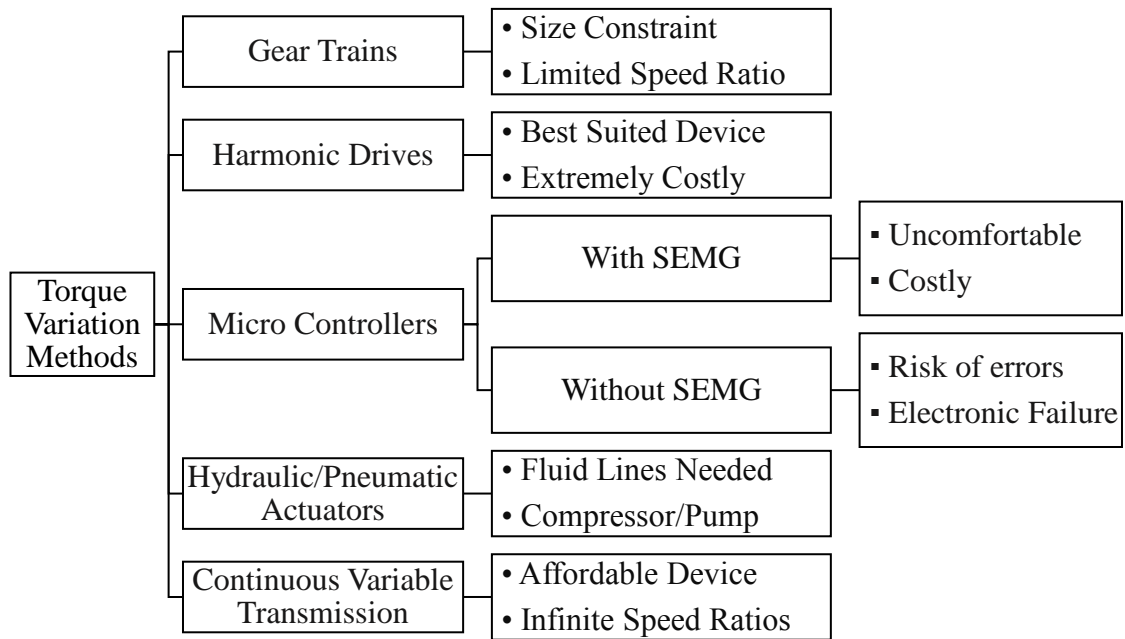 Torque
Variation
Methods
Gear Trains
• Size Constraint
• Limited Speed Ratio
Harmonic Drives
• Best Suited Device
• Extremely Costly
Micro Controllers
With SEMG
▪ Uncomfortable
▪ Costly
Without SEMG
▪ Risk of errors
▪ Electronic Failure
Hydraulic/Pneumatic
Actuators
• Fluid Lines Needed
• Compressor/Pump
Continuous Variable
Transmission
• Affordable Device
• Infinite Speed Ratios